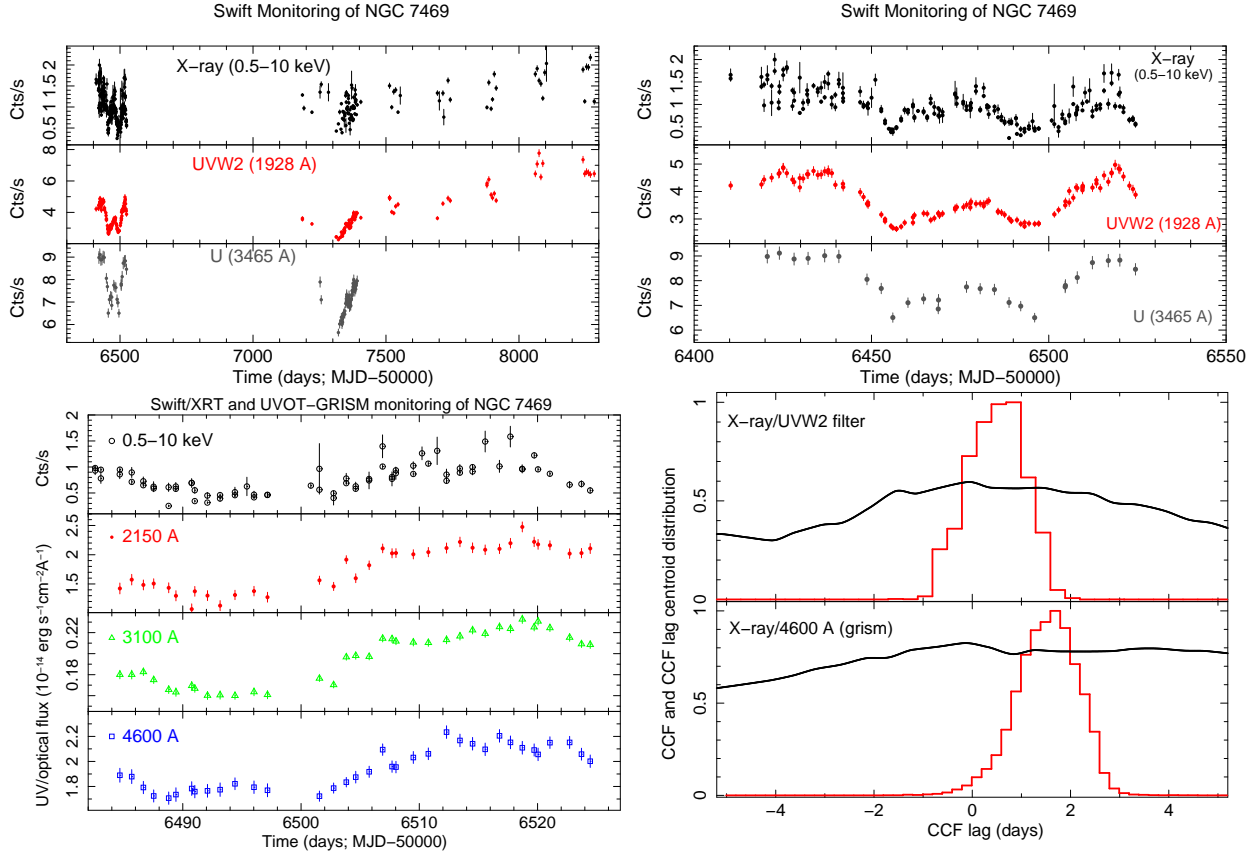 Swift Monitoring of NGC 7469
X−ray (0.5−10 keV)
Cts/s
0.5 1 1.5 2
UVW2 (1928 A)
Cts/s
4 6 8
U (3465 A)
Cts/s
6 7 8 9
6500 7000 7500 8000
Time (days; MJD−50000)
Swift Monitoring of NGC 7469
X−ray
(0.5−10 keV)
Cts/s
0.5 1 1.5 2
UVW2 (1928 A)
Cts/s
3 4 5
U (3465 A)
Cts/s
6 7 8 9
6400 6450 6500 6550
Time (days; MJD−50000)
Swift/XRT and UVOT−GRISM monitoring of NGC 7469
0.5−10 keV
Cts/s
0.5 1 1.5 2
2150 A
1.5 2 2.5
3100 A
0.18 0.22
4600 A
1.8 2.2
UV/optical flux (10−14 erg s−1 cm−2A−1)
6490 6500 6510 6520
Time (days; MJD−50000)
X−ray/UVW2 filter
0 0.5 1
X−ray/4600 A (grism)
0 0.5 1
CCF and CCF lag centroid distribution
−4 −2 0 2 4
CCF lag (days)